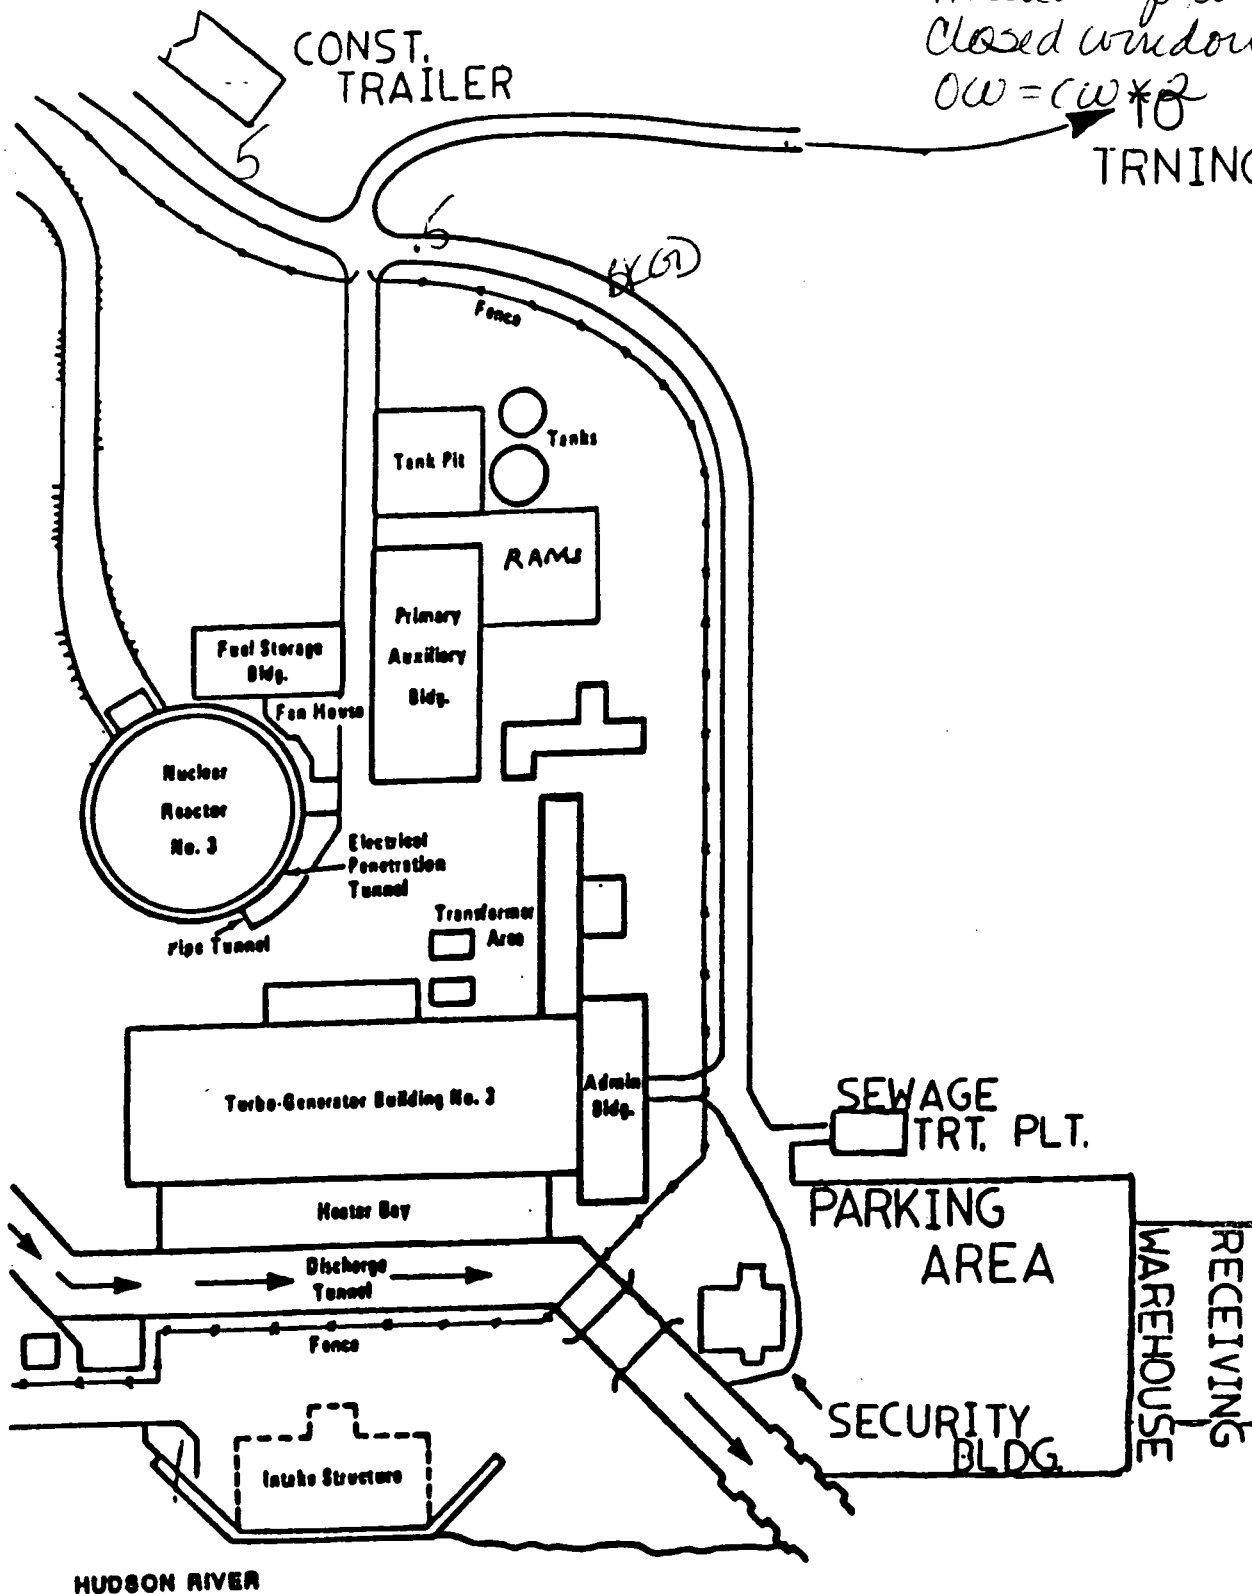 Closed window
OW = CW * 2
CONST.
TRAILER
TO
TRNING
5
.5
Fence
Tank Pit
Tanks
RAMS
Primary
Auxiliary
Bldg.
Fuel Storage
Bldg.
Fan House
Nuclear
Reactor
No. 3
Electrical
Penetration
Tunnel
Pipe Tunnel
Transformer
Area
Turbo-Generator Building No. 3
Admin
Bldg.
SEWAGE
TRT. PLT.
Heater Bay
PARKING
AREA
Discharge
Tunnel
WAREHOUSE
RECEIVING
Fence
SECURITY
BLDG.
Intake Structure
HUDSON RIVER